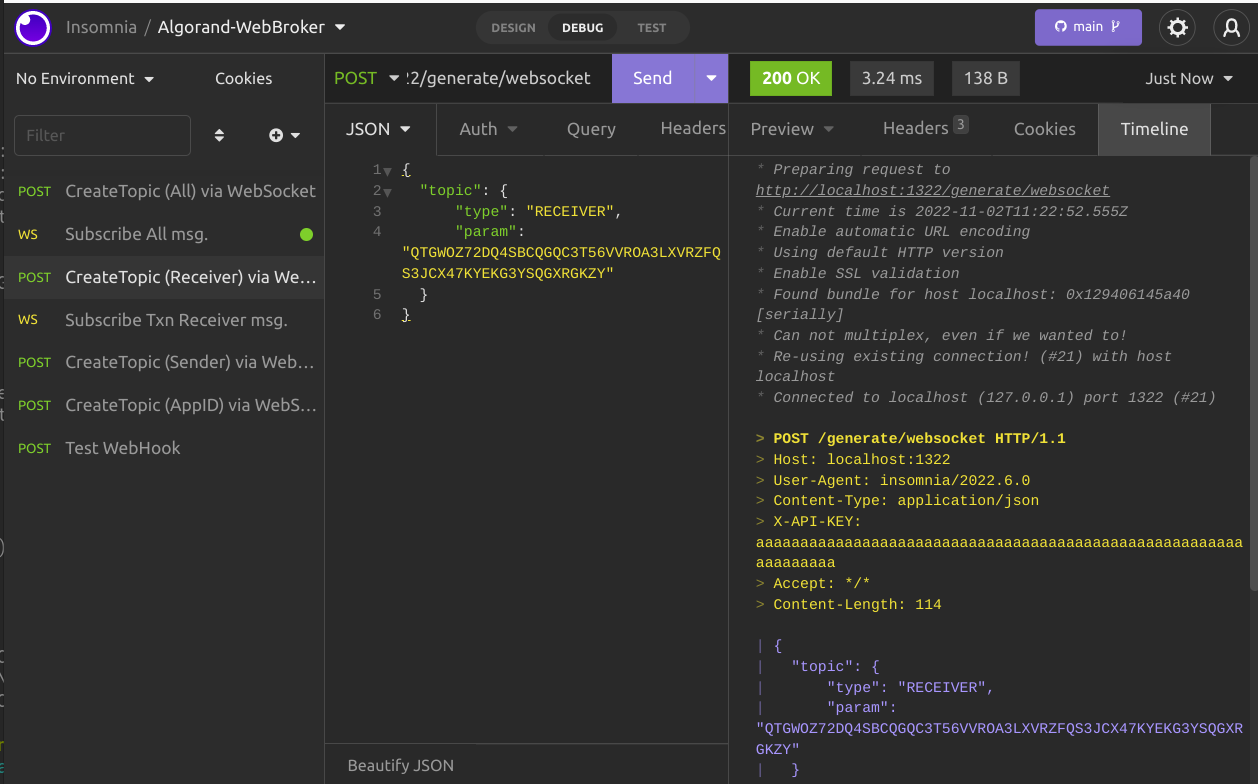 Insomnia / Algorand-WebBroker
DESIGN DEBUG TEST
main
No Environment
Cookies
Filter
POST CreateTopic (All) via WebSocket
WS Subscribe All msg.
POST CreateTopic (Receiver) via We...
WS Subscribe Txn Receiver msg.
POST CreateTopic (Sender) via Web...
POST CreateTopic (AppID) via WebS...
POST Test WebHook
POST :22/generate/websocket Send
JSON Auth Query Headers
1 {
2 "topic": {
3 "type": "RECEIVER",
4 "param":
"QTGWOZ72DQ4SBCQGQC3T56VVROA3LXVRZFQ
S3JCX47KYEKG3YSQGXRGKZY"
5 }
6 }
Beautify JSON
200 OK 3.24 ms 138 B Just Now
Preview Headers 3 Cookies Timeline
* Preparing request to
http://localhost:1322/generate/websocket
* Current time is 2022-11-02T11:22:52.555Z
* Enable automatic URL encoding
* Using default HTTP version
* Enable SSL validation
* Found bundle for host localhost: 0x129406145a40
[serially]
* Can not multiplex, even if we wanted to!
* Re-using existing connection! (#21) with host
localhost
* Connected to localhost (127.0.0.1) port 1322 (#21)
> POST /generate/websocket HTTP/1.1
> Host: localhost:1322
> User-Agent: insomnia/2022.6.0
> Content-Type: application/json
> X-API-KEY:
aaaaaaaaaaaaaaaaaaaaaaaaaaaaaaaaaaaaaaaaaaaaaaaaaaaaaaa
aaaaaaaaa
> Accept: */*
> Content-Length: 114
| {
| "topic": {
| "type": "RECEIVER",
| "param":
"QTGWOZ72DQ4SBCQGQC3T56VVROA3LXVRZFQS3JCX47KYEKG3YSQGXR
GKZY"
| }